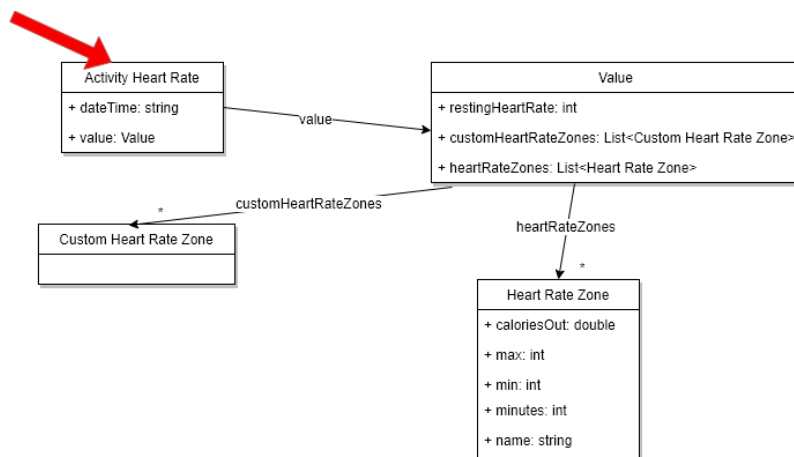 Activity Heart Rate
+ dateTime: string
+ value: Value
value
Value
+ restingHeartRate: int
+ customHeartRateZones: List<Custom Heart Rate Zone>
+ heartRateZones: List<Heart Rate Zone>
customHeartRateZones
*
Custom Heart Rate Zone
heartRateZones
*
Heart Rate Zone
+ caloriesOut: double
+ max: int
+ min: int
+ minutes: int
+ name: string